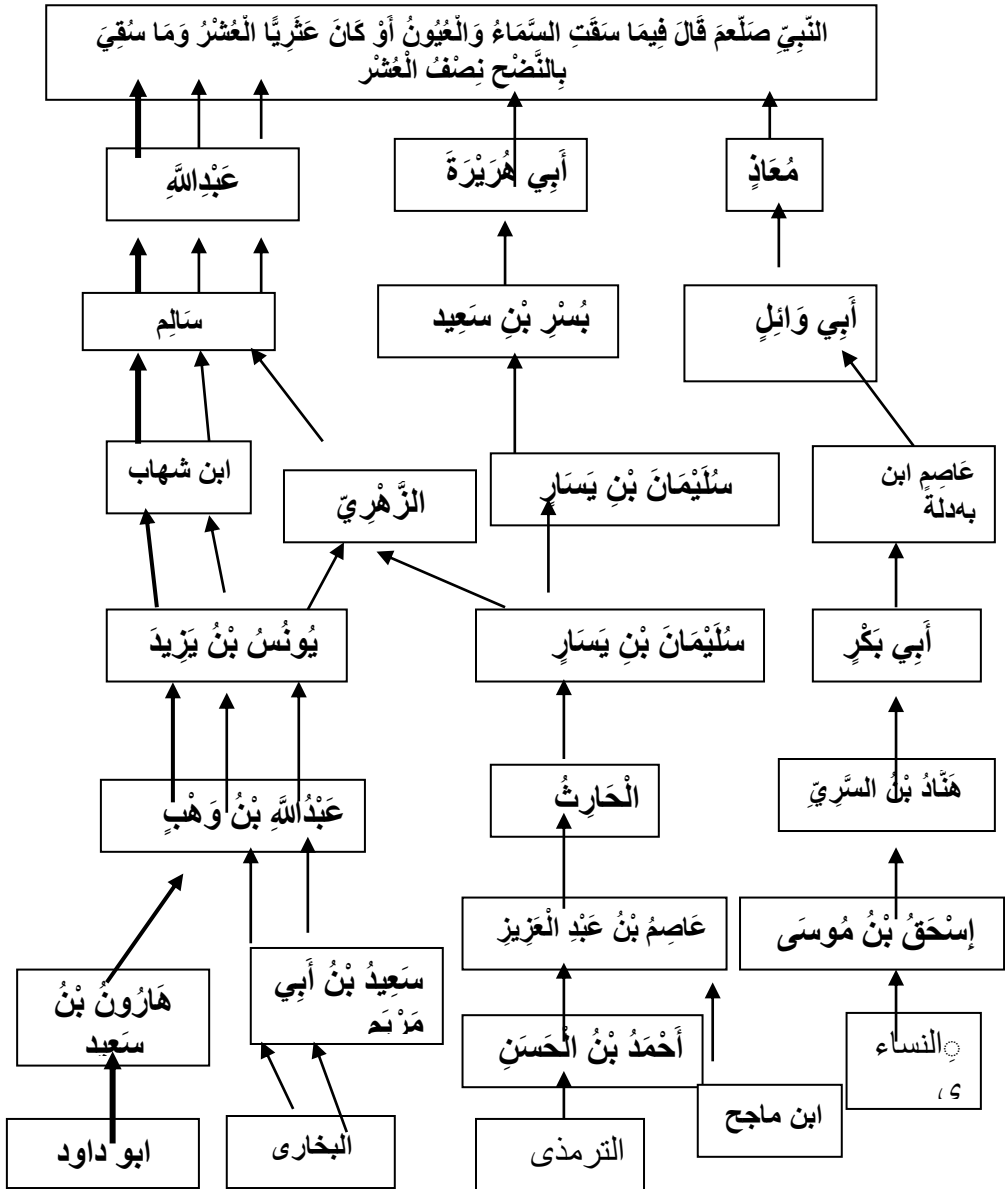 النّبِيِّ صَلّعمَ قَالَ فِيمَا سَقَتِ السَّمَاءُ وَالْعُيُونُ أَوْ كَانَ عَثَرِيًّا الْعُشْرُ وَمَا سُقِيَ
بِالنَّضْحِ نِصْفُ الْعُشْر
مُعَاذٍ
أَبِي هُرَيْرَةَ
عَبْدِاللَّهِ
أَبِي وَائِلٍ
بُسْرِ بْنِ سَعِيد
سَالِم
عَاصِمٍ ابن
بهدلة
سُلَيْمَانَ بْنِ يَسَارٍ
الزُّهْرِيّ
ابن شهاب
أَبِي بَكْرٍ
سُلَيْمَانَ بْنِ يَسَارٍ
يُونُسُ بْنُ يَزِيدَ
هَنَّادُ بْنُ السَّرِيِّ
الْحَارِثُ
عَبْدُاللَّهِ بْنُ وَهْبٍ
إِسْحَقُ بْنُ مُوسَى
عَاصِمُ بْنُ عَبْدِ الْعَزِيزِ
سَعِيدُ بْنُ أَبِي
مَرْيَم
هَارُونُ بْنُ
سَعِيد
النساء
ى
أَحْمَدُ بْنُ الْحَسَنِ
ابن ماجح
الترمذى
البخارى
ابو داود